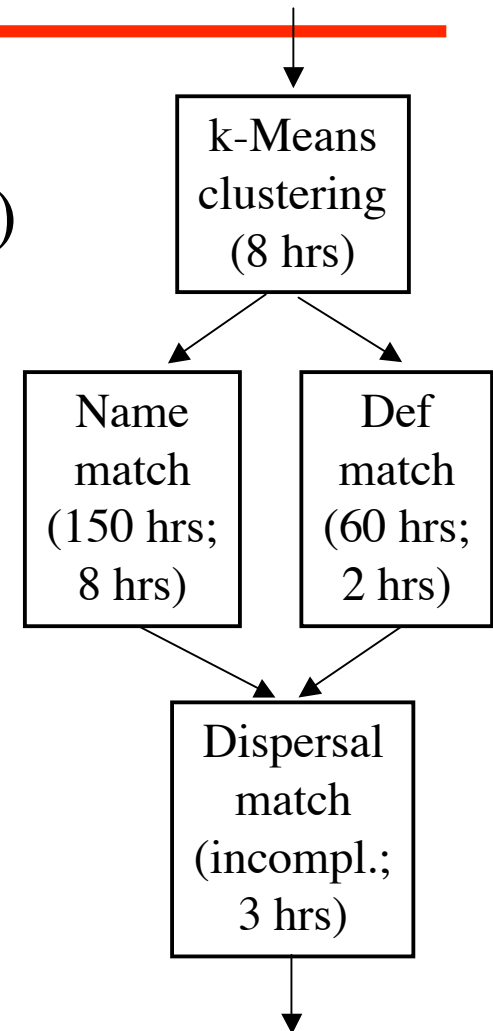 )
k-Means
clustering
(8 hrs)
Name
match
(150 hrs;
8 hrs)
Def
match
(60 hrs;
2 hrs)
Dispersal
match
(incompl.;
3 hrs)